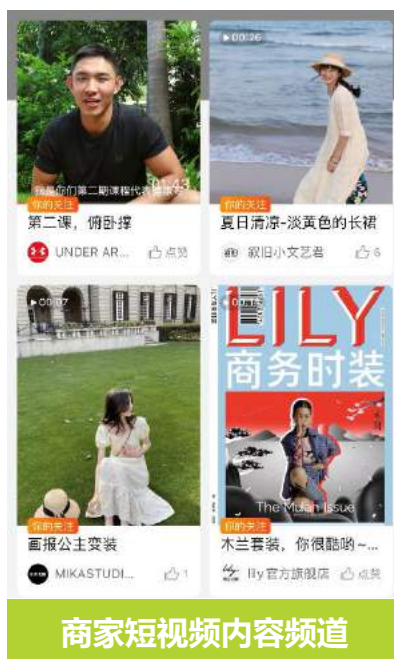 我是你们第二期课程代表
01:43
你的关注
第二课，俯卧撑
UNDER AR...
点赞
00:26
你的关注
夏日清凉-淡黄色的长裙
叙旧小文艺君
6
00:07
你的关注
画报公主变装
MIKASTUDI...
1
LILY
商务时装
The Mulan Issue
你的关注
木兰套装，你很酷哟~...
lily
lily官方旗舰店
点赞
商家短视频内容频道